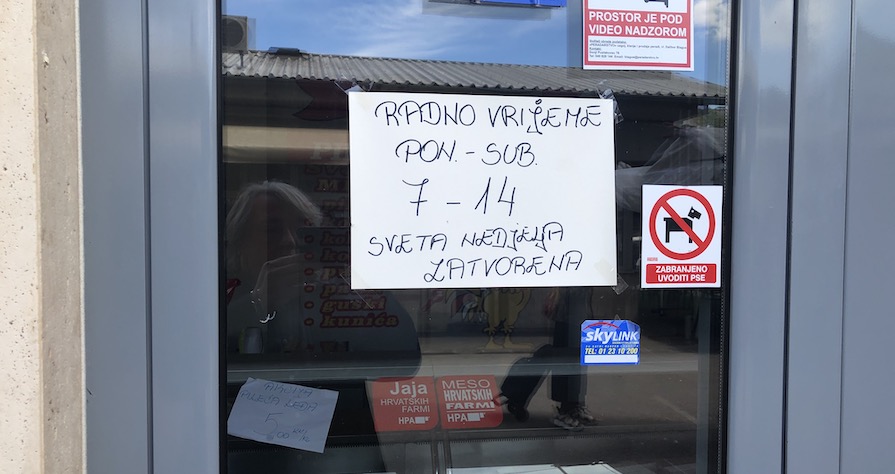 PROSTOR JE POD
VIDEO NADZOROM
RADNO VRIJEME
PON. - SUB.
7 - 14
SVETA NEDJELJA
ZATVORENA
ZABRANJENO
UVODITI PSE
skyLINK
TEL: 01 23 10 200
Jaja
HRVATSKIH
FARMI
HPA
MESO
HRVATSKIH
FARMI
HPA
guski
kunića